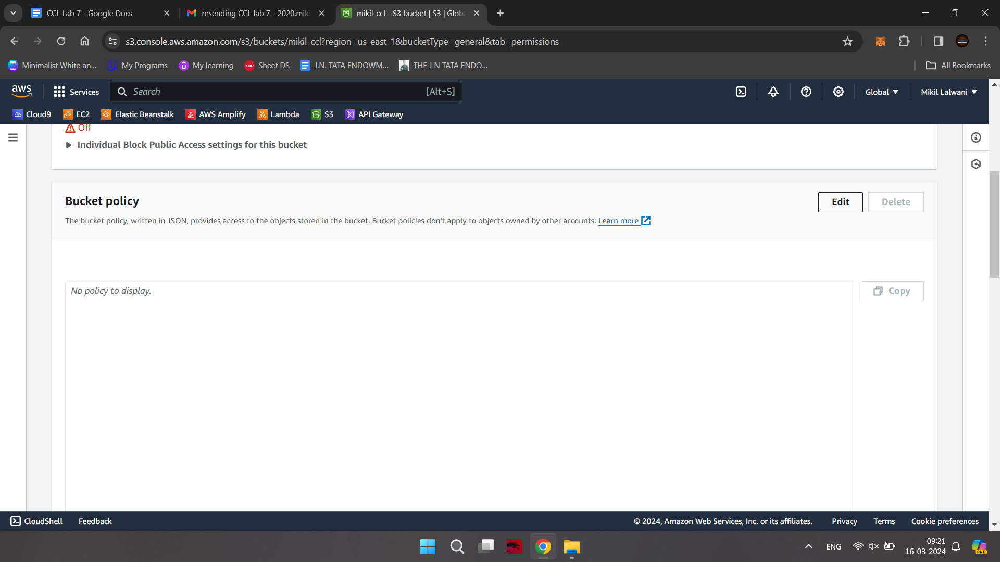 CCL Lab 7 - Google Docs
resending CCL lab 7 - 2020.miki
mikil-ccl - S3 bucket | S3 | Globa
s3.console.aws.amazon.com/s3/buckets/mikil-ccl?region=us-east-1&bucketType=general&tab=permissions
Minimalist White an...
My Programs
My learning
TUF
Sheet DS
J.N. TATA ENDOWM...
THE J N TATA ENDO...
All Bookmarks
aws
Services
Search
[Alt+S]
Global
Mikil Lalwani
Cloud9
EC2
Elastic Beanstalk
AWS Amplify
Lambda
S3
API Gateway
Off
Individual Block Public Access settings for this bucket
Bucket policy
Edit
Delete
The bucket policy, written in JSON, provides access to the objects stored in the bucket. Bucket policies don't apply to objects owned by other accounts. Learn more
No policy to display.
Copy
CloudShell
Feedback
© 2024, Amazon Web Services, Inc. or its affiliates.
Privacy
Terms
Cookie preferences
ENG
09:21
16-03-2024
PRE